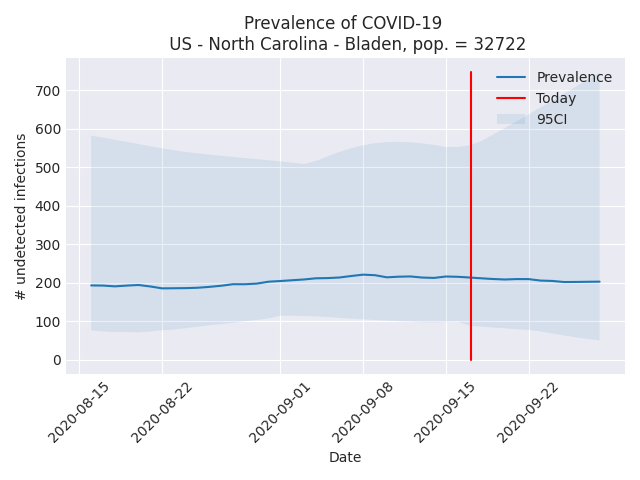 Prevalence of COVID-19
US - North Carolina - Bladen, pop. = 32722
Prevalence
Today
95CI
# undetected infections
700
600
500
400
300
200
100
0
2020-08-15
2020-08-22
2020-09-01
2020-09-08
2020-09-15
2020-09-22
Date